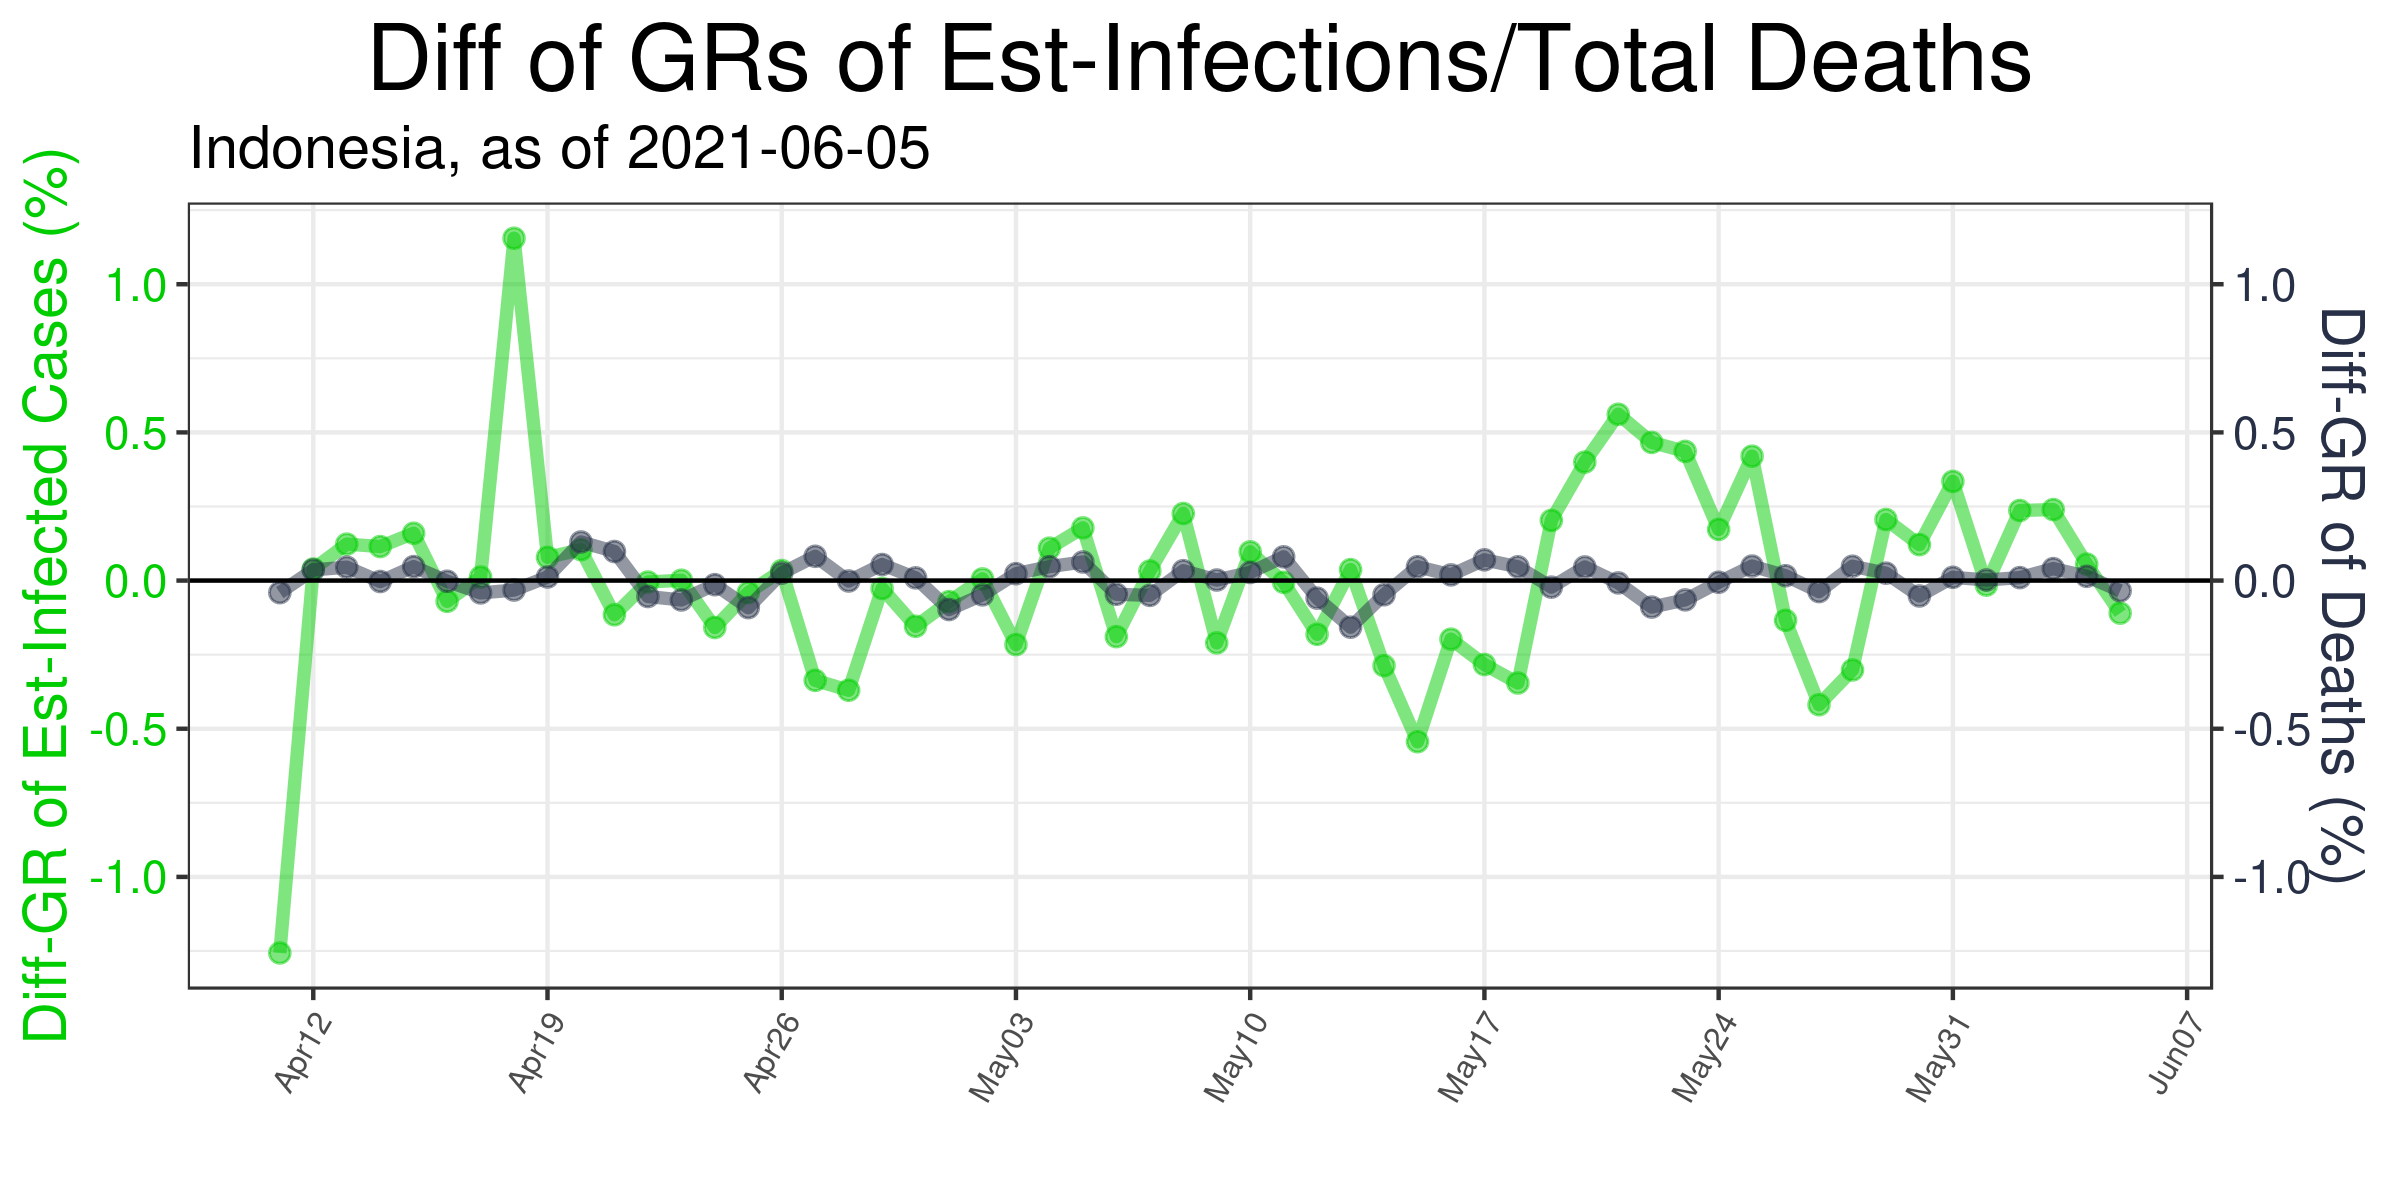 Diff of GRs of Est-Infections/Total Deaths
Indonesia, as of 2021-06-05
Diff-GR of Est-Infected Cases (%)
1.0
0.5
0.0
-0.5
-1.0
1.0
0.5
0.0
-0.5
-1.0
Diff-GR of Deaths (%)
Apr12
Apr19
Apr26
May03
May10
May17
May24
May31
Jun07